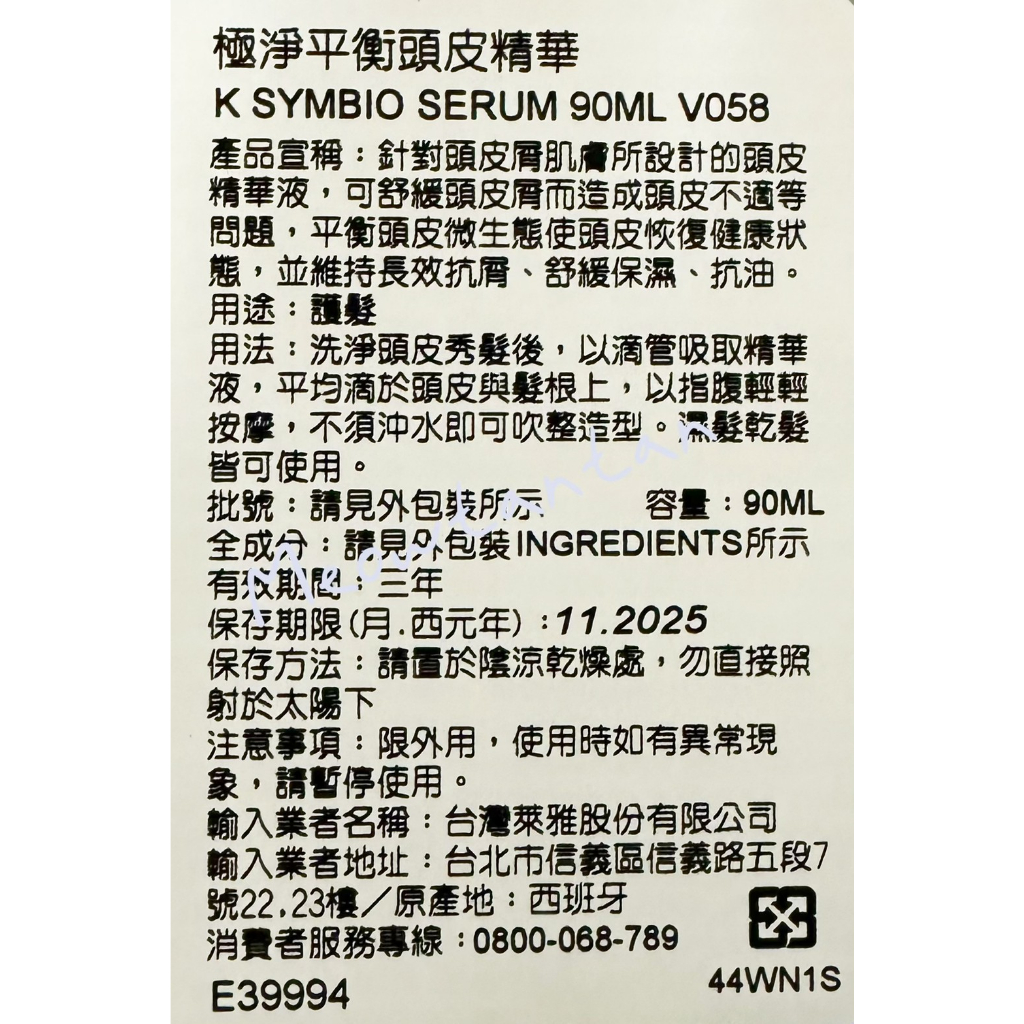 極淨平衡頭皮精華
K SYMBIO SERUM 90ML V058
產品宣稱：針對頭皮屑肌膚所設計的頭皮
精華液，可舒緩頭皮屑而造成頭皮不適等
問題，平衡頭皮微生態使頭皮恢復健康狀
態，並維持長效抗屑、舒緩保濕、抗油。
用途：護髮
用法：洗淨頭皮秀髮後，以滴管吸取精華
液，平均滴於頭皮與髮根上，以指腹輕輕
按摩，不須沖水即可吹整造型。濕髮乾髮
皆可使用。
批號：請見外包裝所示 容量：90ML
全成分：請見外包裝INGREDIENTS所示
有效期間：三年
保存期限(月.西元年)：11.2025
保存方法：請置於陰涼乾燥處，勿直接照
射於太陽下
注意事項：限外用，使用時如有異常現
象，請暫停使用。
輸入業者名稱：台灣萊雅股份有限公司
輸入業者地址：台北市信義區信義路五段7
號22,23樓／原產地：西班牙
消費者服務專線：0800-068-789
44WN1S
E39994
Meowtantan